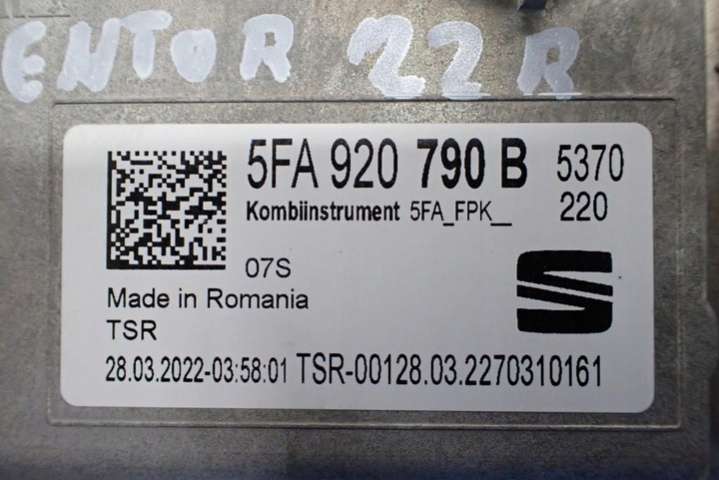 ENTOR 22R
5FA 920 790 B 5370
Kombiinstrument 5FA_FPK__ 220
07S
Made in Romania
TSR
28.03.2022-03:58:01 TSR-00128.03.2270310161